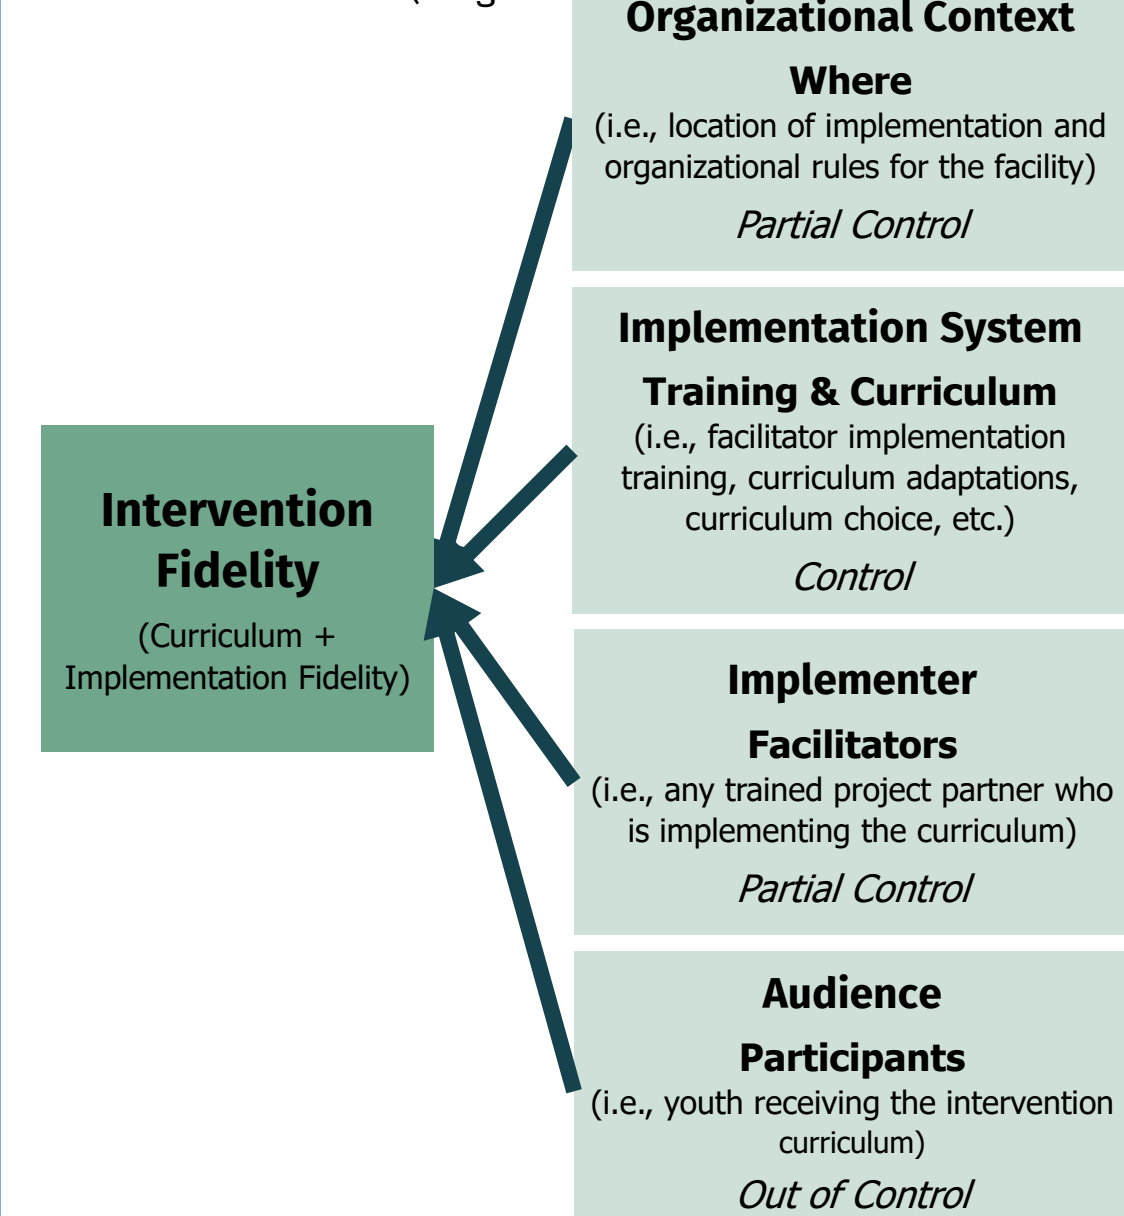 Organizational Context
Where
(i.e., location of implementation and
organizational rules for the facility)
Partial Control
Implementation System
Training & Curriculum
(i.e., facilitator implementation
training, curriculum adaptations,
curriculum choice, etc.)
Control
Intervention
Fidelity
(Curriculum +
Implementation Fidelity)
Implementer
Facilitators
(i.e., any trained project partner who
is implementing the curriculum)
Partial Control
Audience
Participants
(i.e., youth receiving the intervention
curriculum)
Out of Control